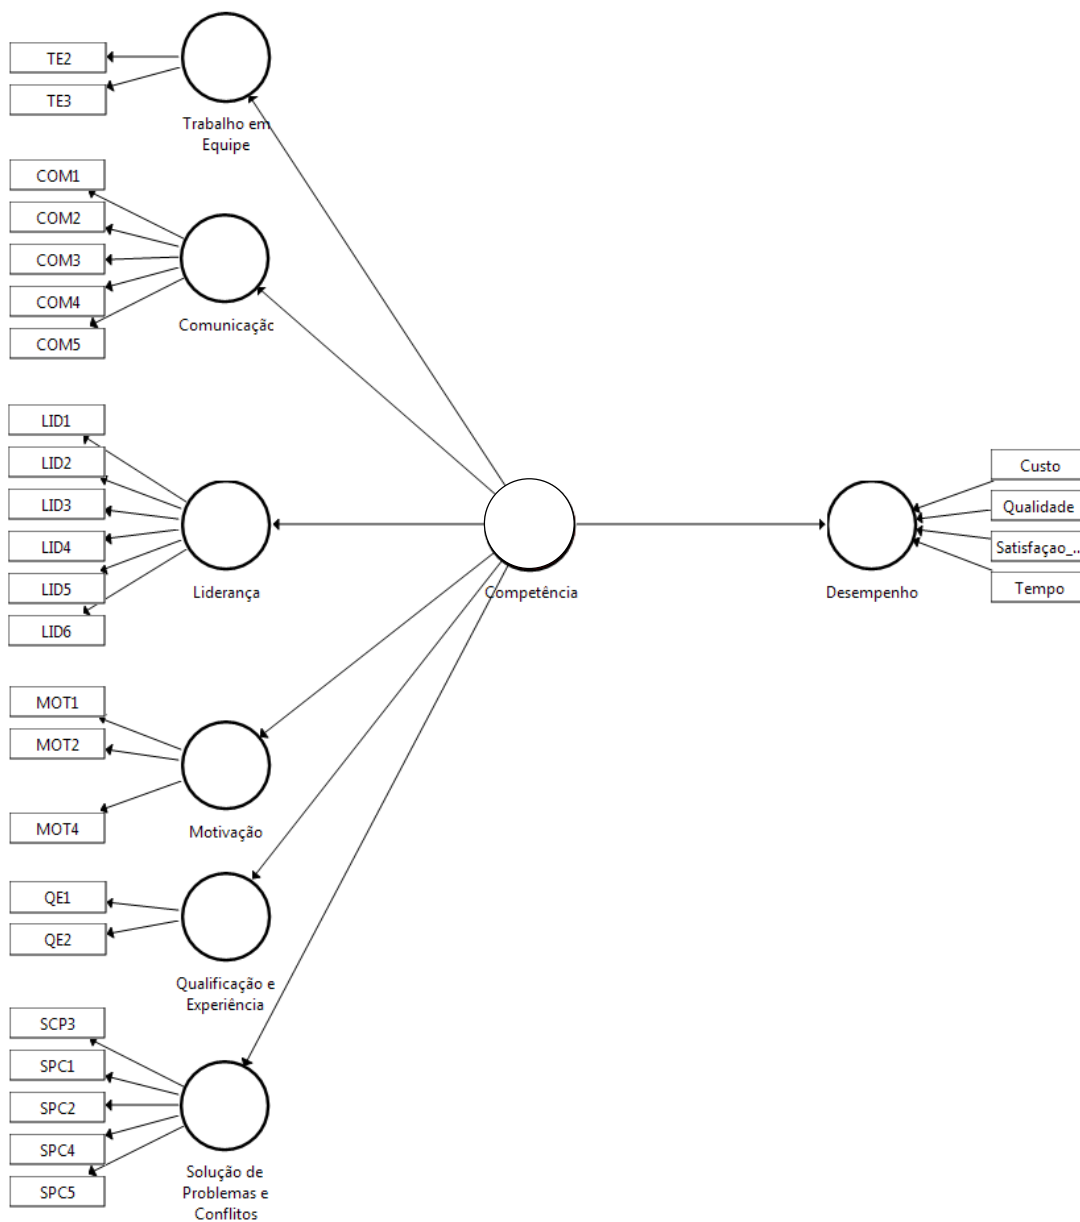 TE2
TE3
Trabalho em
Equipe
COM1
COM2
COM3
COM4
COM5
Comunicaçãc
LID1
LID2
LID3
LID4
LID5
LID6
Liderança
Competência
Desempenho
Custo
Qualidade
Satisfaçao_..
Tempo
MOT1
MOT2
MOT4
Motivação
QE1
QE2
Qualificação e
Experiência
SCP3
SPC1
SPC2
SPC4
SPC5
Solução de
Problemas e
Conflitos